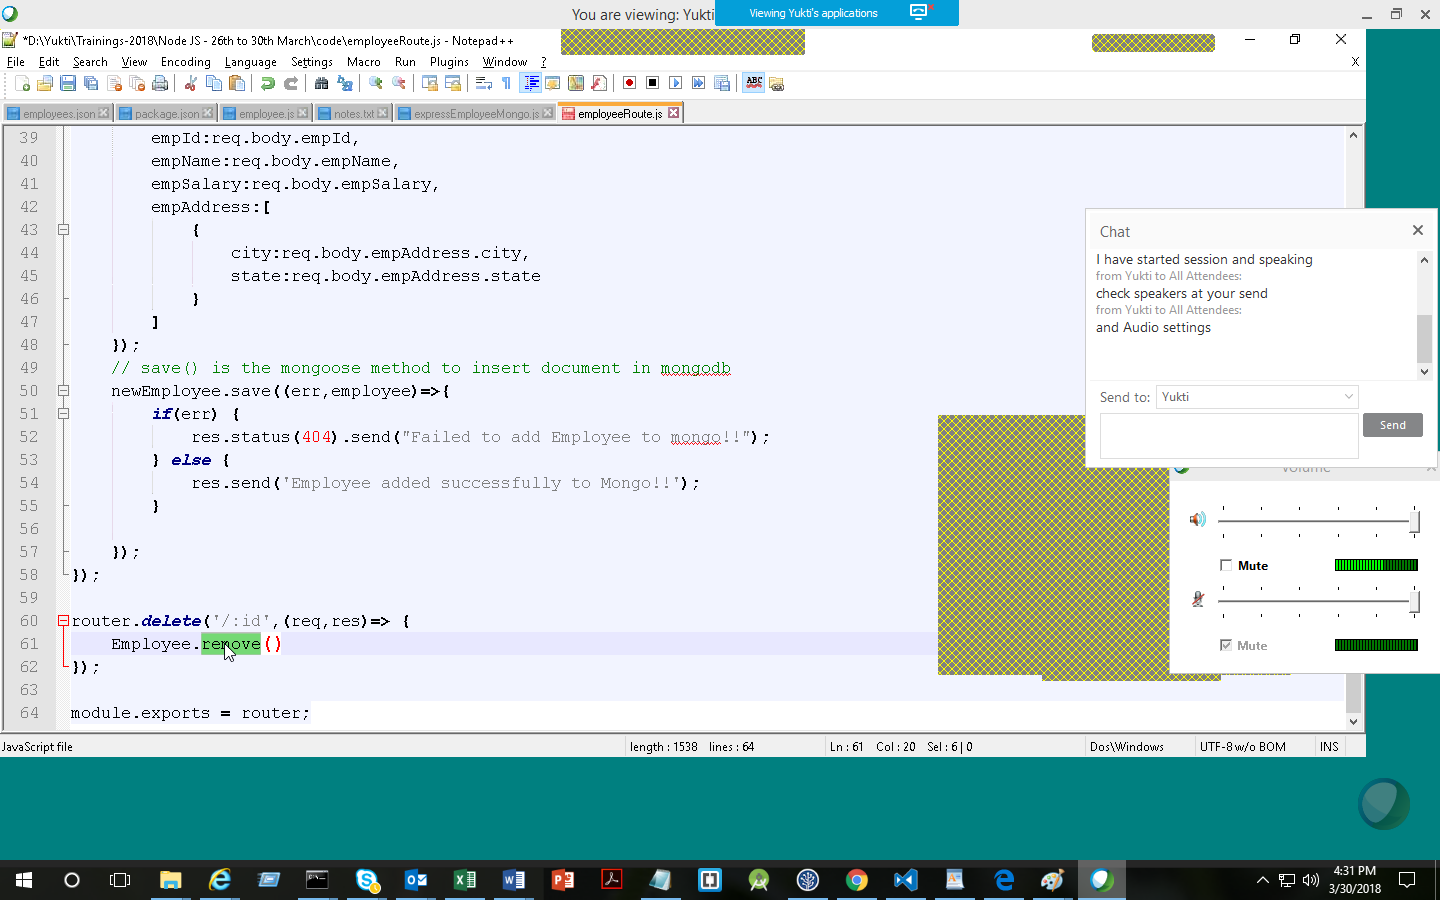 You are viewing: Yukti
Viewing Yukti's applications
*D:\Yukti\Trainings-2018\Node JS - 26th to 30th March\code\employeeRoute.js - Notepad++
File Edit Search View Encoding Language Settings Macro Run Plugins Window ? X
employees.json package.json employee.js notes.txt expressEmployeeMongo.js employeeRoute.js
39 empId:req.body.empId,
40 empName:req.body.empName,
41 empSalary:req.body.empSalary,
42 empAddress:[
43 {
44 city:req.body.empAddress.city,
45 state:req.body.empAddress.state
46 }
47 ]
48 });
49 // save() is the mongoose method to insert document in mongodb
50 newEmployee.save((err,employee)=>{
51 if(err) {
52 res.status(404).send("Failed to add Employee to mongo!!");
53 } else {
54 res.send('Employee added successfully to Mongo!!');
55 }
56
57 });
58 });
59
60 router.delete('/:id',(req,res)=> {
61 Employee.remove()
62 });
63
64 module.exports = router;
JavaScript file length : 1538 lines : 64 Ln : 61 Col : 20 Sel : 6 | 0 Dos\Windows UTF-8 w/o BOM INS
Chat
I have started session and speaking
from Yukti to All Attendees:
check speakers at your send
from Yukti to All Attendees:
and Audio settings
Send to: Yukti
Send
Volume
Mute
Mute
4:31 PM
3/30/2018